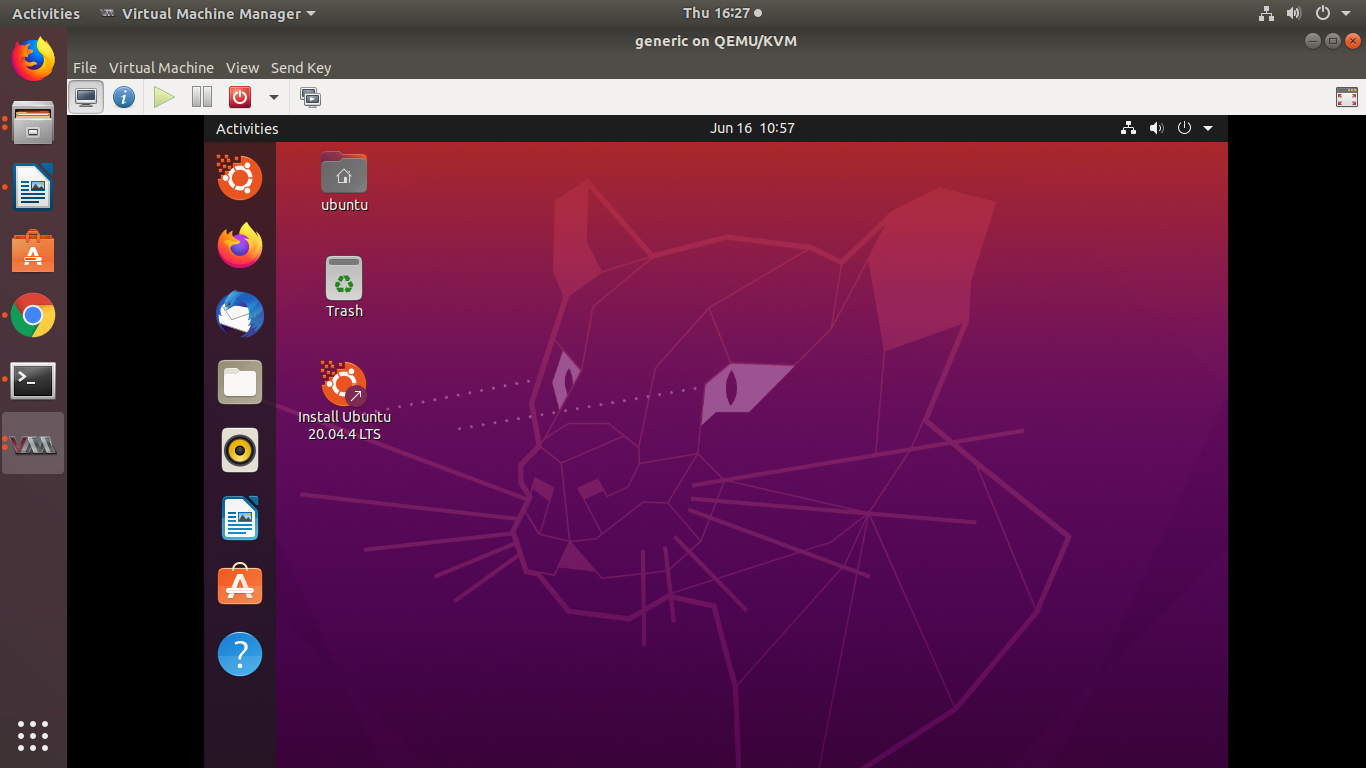 Activities Virtual Machine Manager Thu 16:27
generic on QEMU/KVM
File Virtual Machine View Send Key
Activities Jun 16 10:57
ubuntu
Trash
Install Ubuntu
20.04.4 LTS